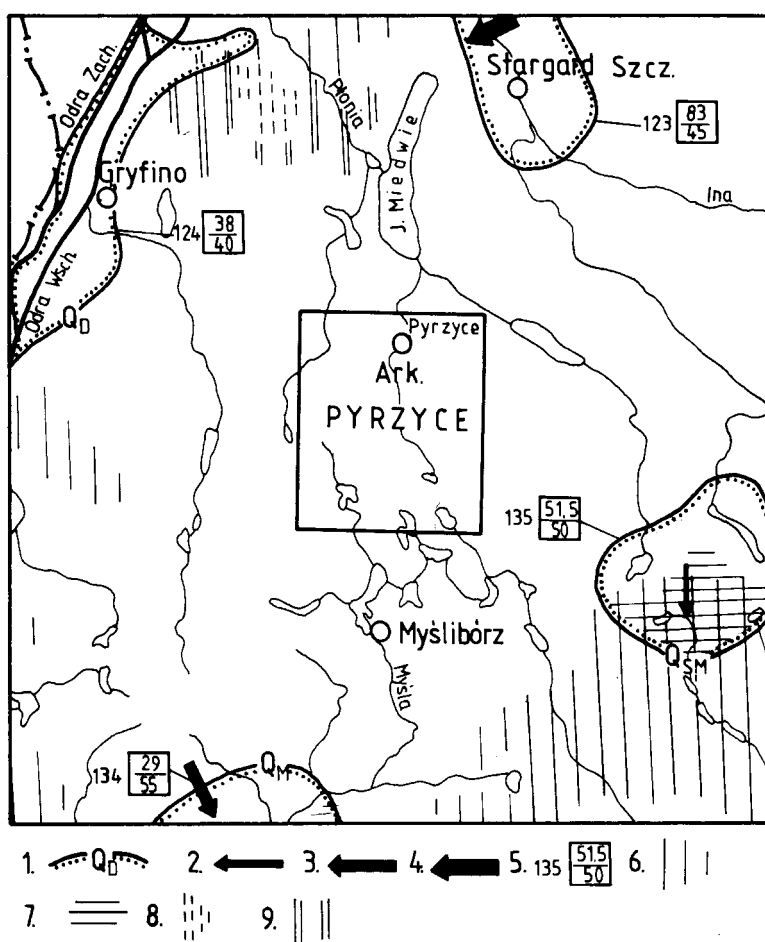 Odra Zach.
Płonia
Stargard Szcz.
123 83
45
J. Miedwie
Ina
Gryfino
124 38
40
Odra Wsch.
QD
Pyrzyce
Ark.
PYRZYCE
135 51,5
50
Myślibórz
Myśla
QŚM
134 29
55
QM
1. QD 2. 3. 4. 5. 135 51.5
50 6.
7. 8. 9.